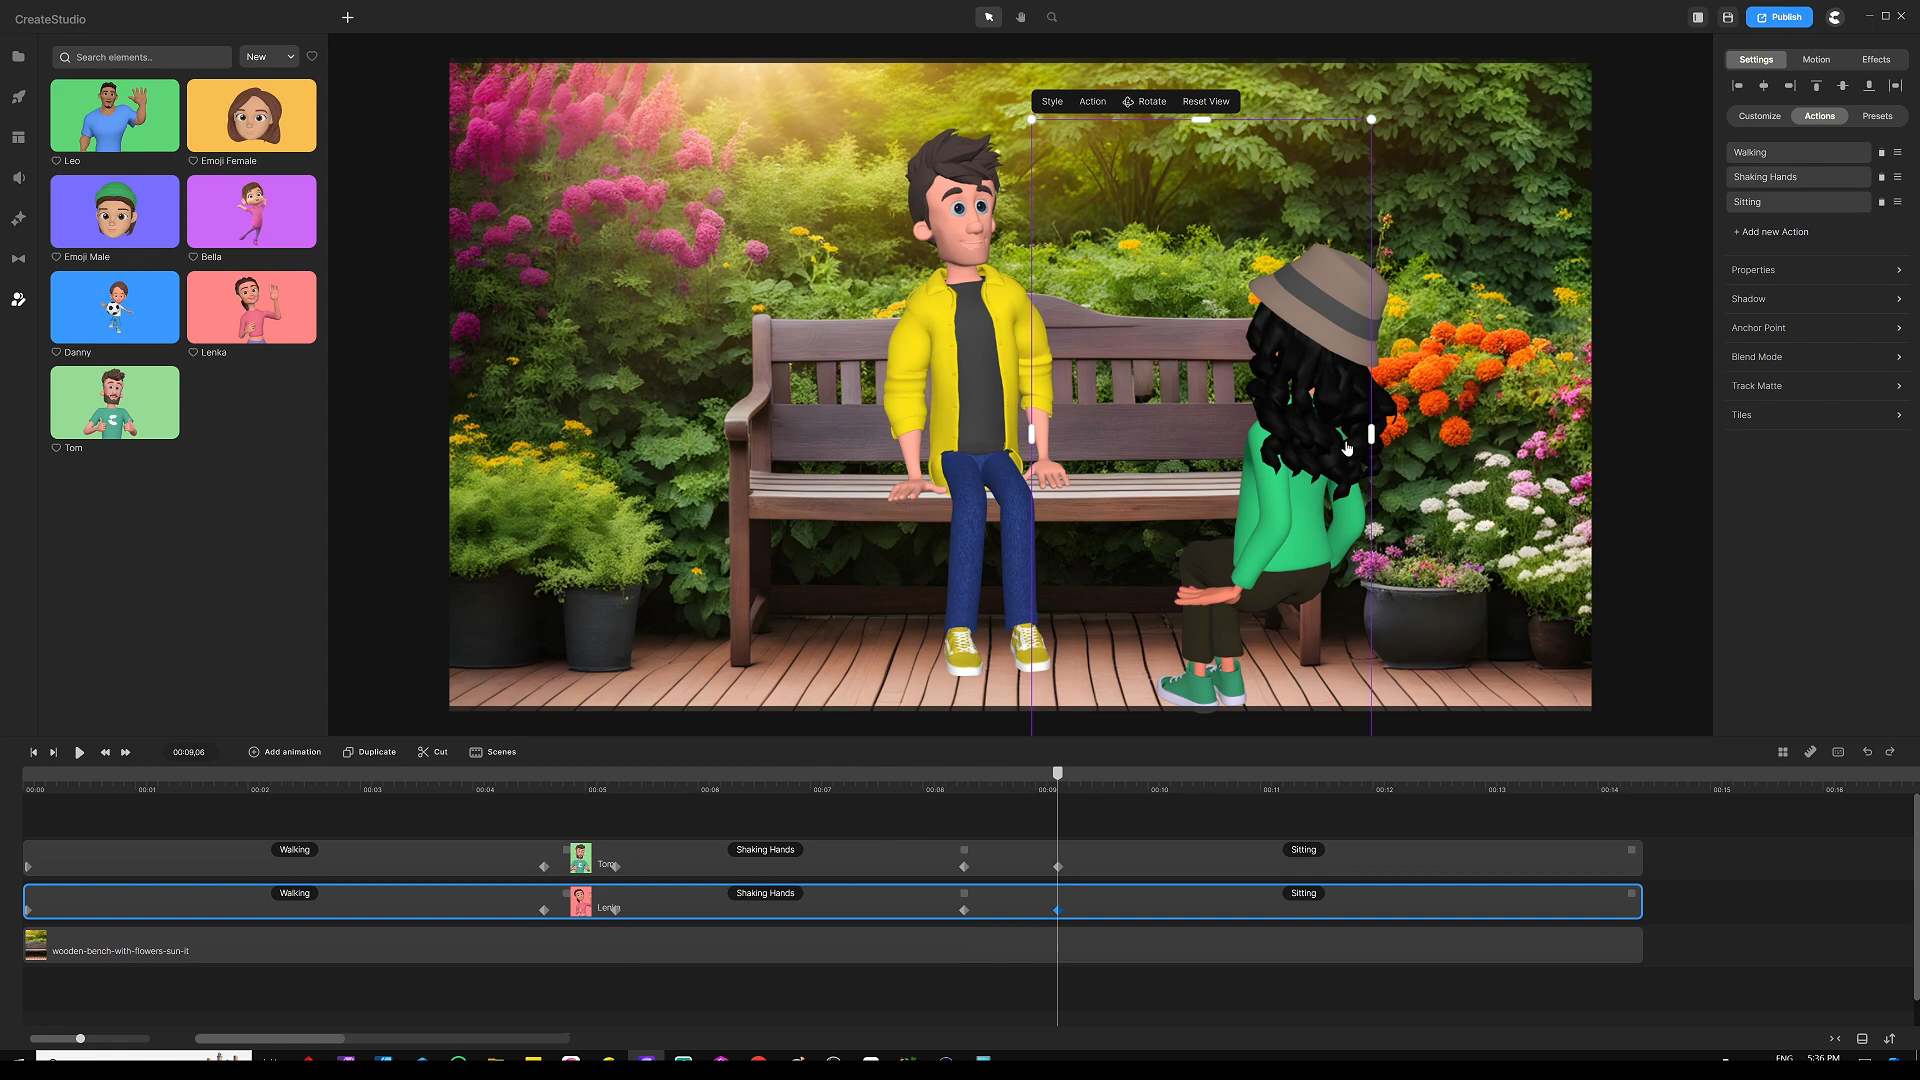 CreateStudio
Publish
Search elements..
New
Leo
Emoji Female
Emoji Male
Bella
Danny
Lenka
Tom
Style Action Rotate Reset View
Settings Motion Effects
Customize Actions Presets
Walking
Shaking Hands
Sitting
+ Add new Action
Properties
Shadow
Anchor Point
Blend Mode
Track Matte
Tiles
00:09,06
Add animation Duplicate Cut Scenes
00:00 00:01 00:02 00:03 00:04 00:05 00:06 00:07 00:08 00:09 00:10 00:11 00:12 00:13 00:14 00:15 00:16
Walking Shaking Hands Sitting
Tom
Walking Shaking Hands Sitting
Lenka
wooden-bench-with-flowers-sun-it
ENG 5:36 PM